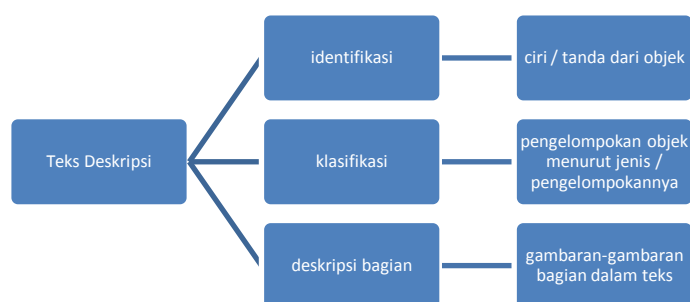 Teks Deskripsi
identifikasi
ciri / tanda dari objek
klasifikasi
pengelompokan objek
menurut jenis /
pengelompokannya
deskripsi bagian
gambaran-gambaran
bagian dalam teks